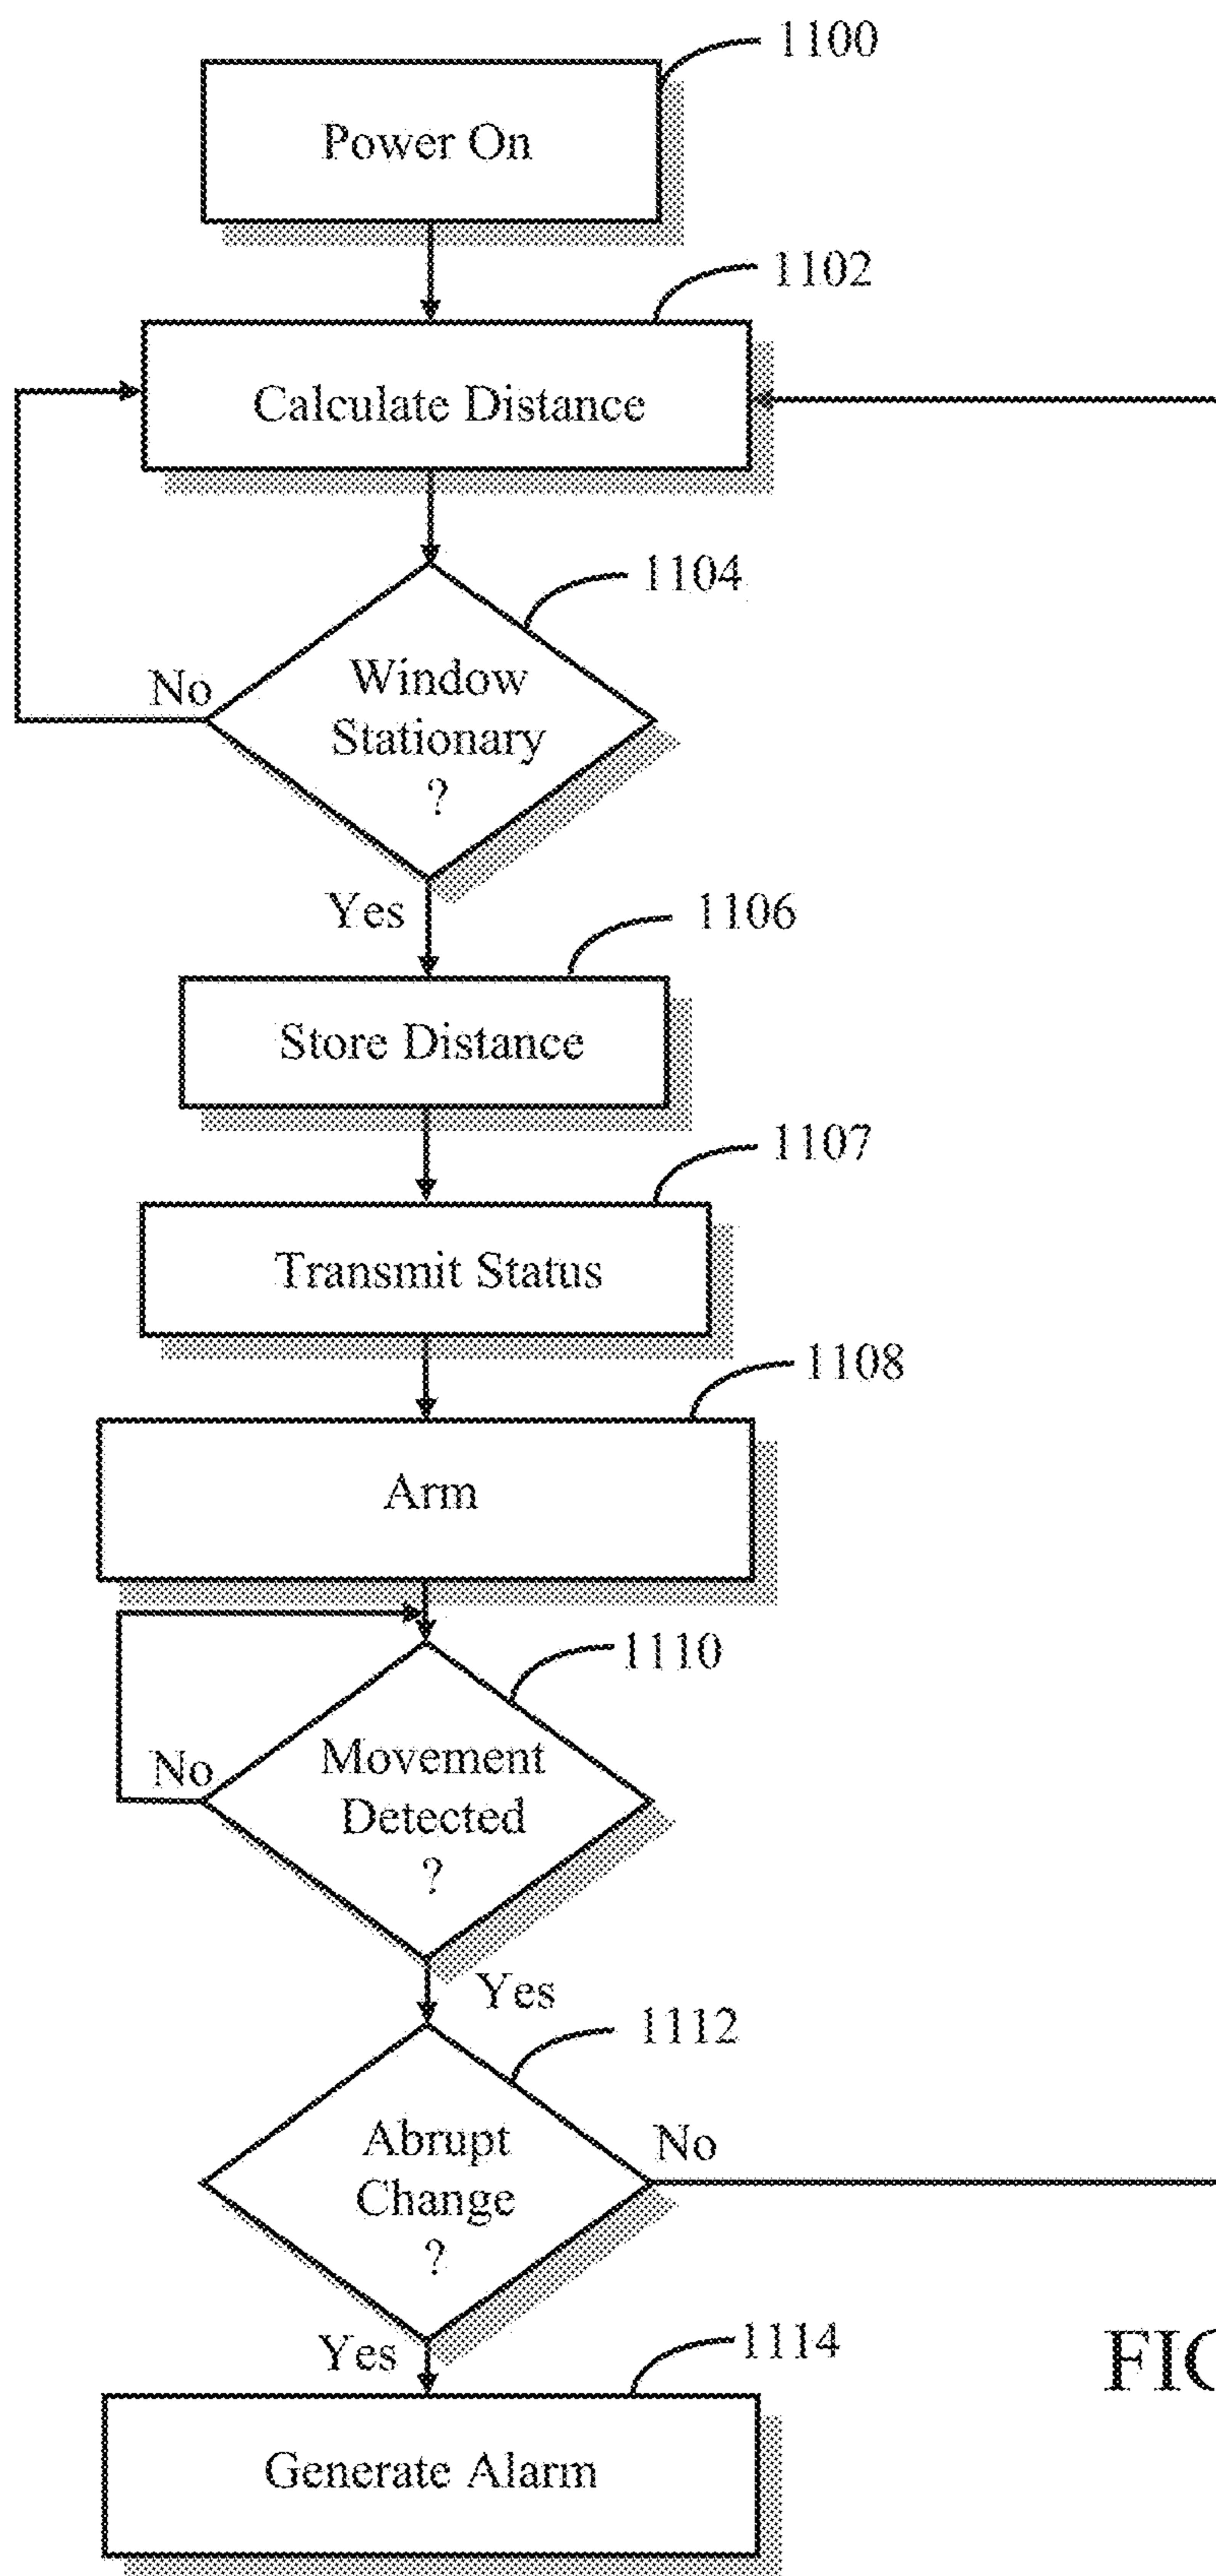 1100
Power On
1102
Calculate Distance
1104
No
Window
Stationary
?
Yes
1106
Store Distance
1107
Transmit Status
1108
Arm
1110
No
Movement
Detected
?
Yes
1112
Abrupt
Change
?
No
Yes
1114
Generate Alarm